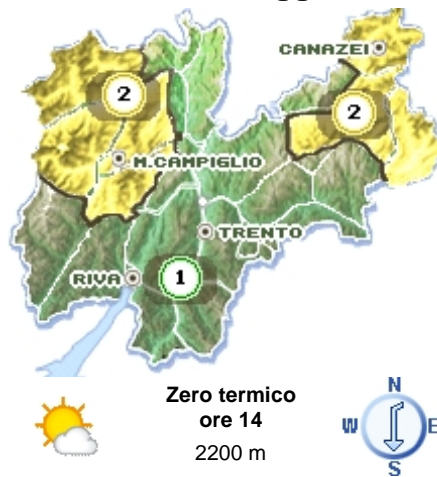 CANAZEI
2
2
M.CAMPIGLIO
TRENTO
RIVA
1
Zero termico
ore 14
2200 m
N
W E
S